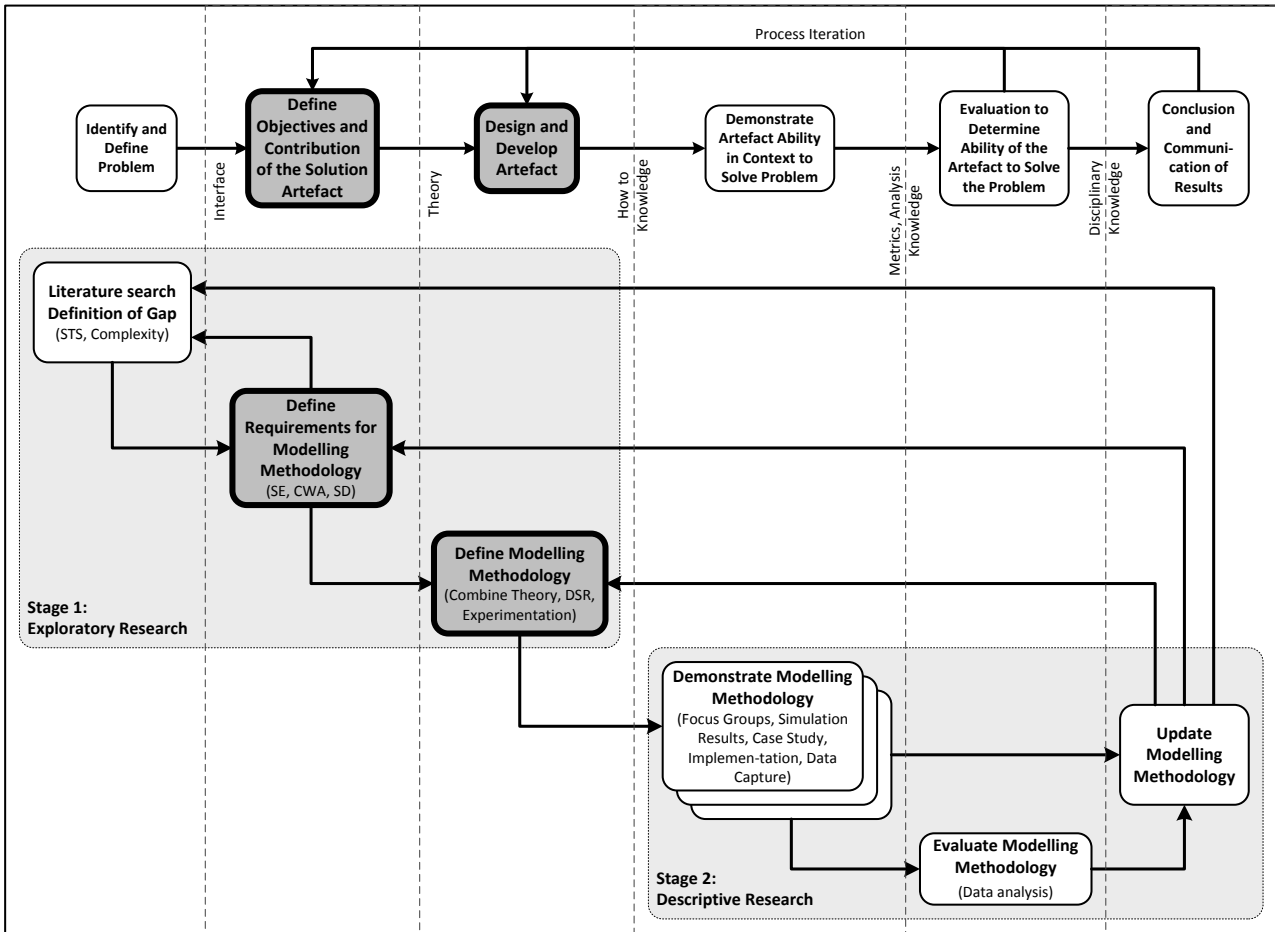 Process Iteration
Identify and
Define
Problem
Define
Objectives and
Contribution
of the Solution
Artefact
Design and
Develop
Artefact
Demonstrate
Artefact Ability
in Context to
Solve Problem
Evaluation to
Determine
Ability of the
Artefact to Solve
the Problem
Conclusion
and
Communi-
cation of
Results
Interface
Theory
How to
Knowledge
Metrics, Analysis
Knowledge
Disciplinary
Knowledge
Literature search
Definition of Gap
(STS, Complexity)
Define
Requirements for
Modelling
Methodology
(SE, CWA, SD)
Define Modelling
Methodology
(Combine Theory, DSR,
Experimentation)
Stage 1:
Exploratory Research
Demonstrate Modelling
Methodology
(Focus Groups, Simulation
Results, Case Study,
Implemen-tation, Data
Capture)
Update
Modelling
Methodology
Evaluate Modelling
Methodology
(Data analysis)
Stage 2:
Descriptive Research